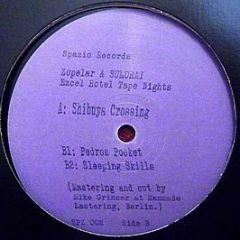 Spazio Records
Zopelar & SUMORAI
Excel Hotel Tape Nights
A: Shibuya Crossing
B1: Pedros Pocket
B2: Sleeping Skills
(Mastering and cut by
Mike Grinser at Manmade
Mastering, Berlin.)
SPZ 002 Side B